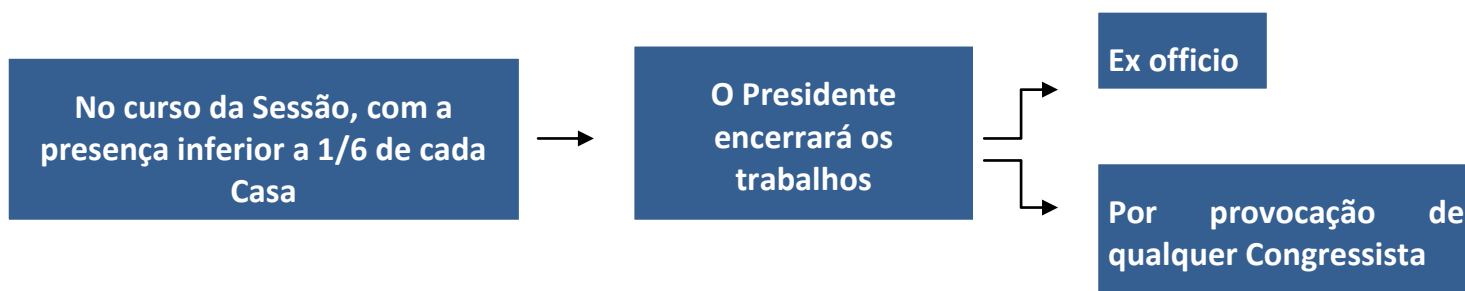 No curso da Sessão, com a
presença inferior a 1/6 de cada
Casa
O Presidente
encerrará os
trabalhos
Ex officio
Por provocação de
qualquer Congressista